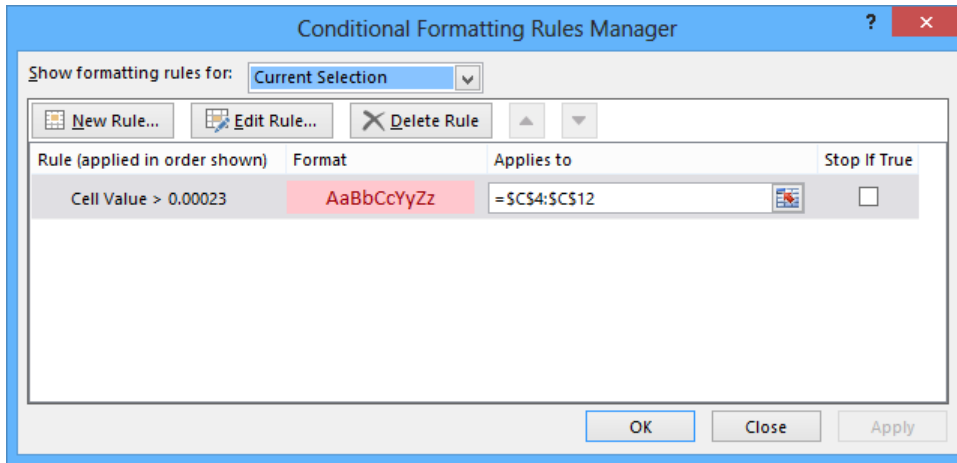 Conditional Formatting Rules Manager ? ×
Show formatting rules for: Current Selection
New Rule... Edit Rule... Delete Rule
Rule (applied in order shown) Format Applies to Stop If True
Cell Value > 0.00023 AaBbCcYyZz =$C$4:$C$12
OK Close Apply